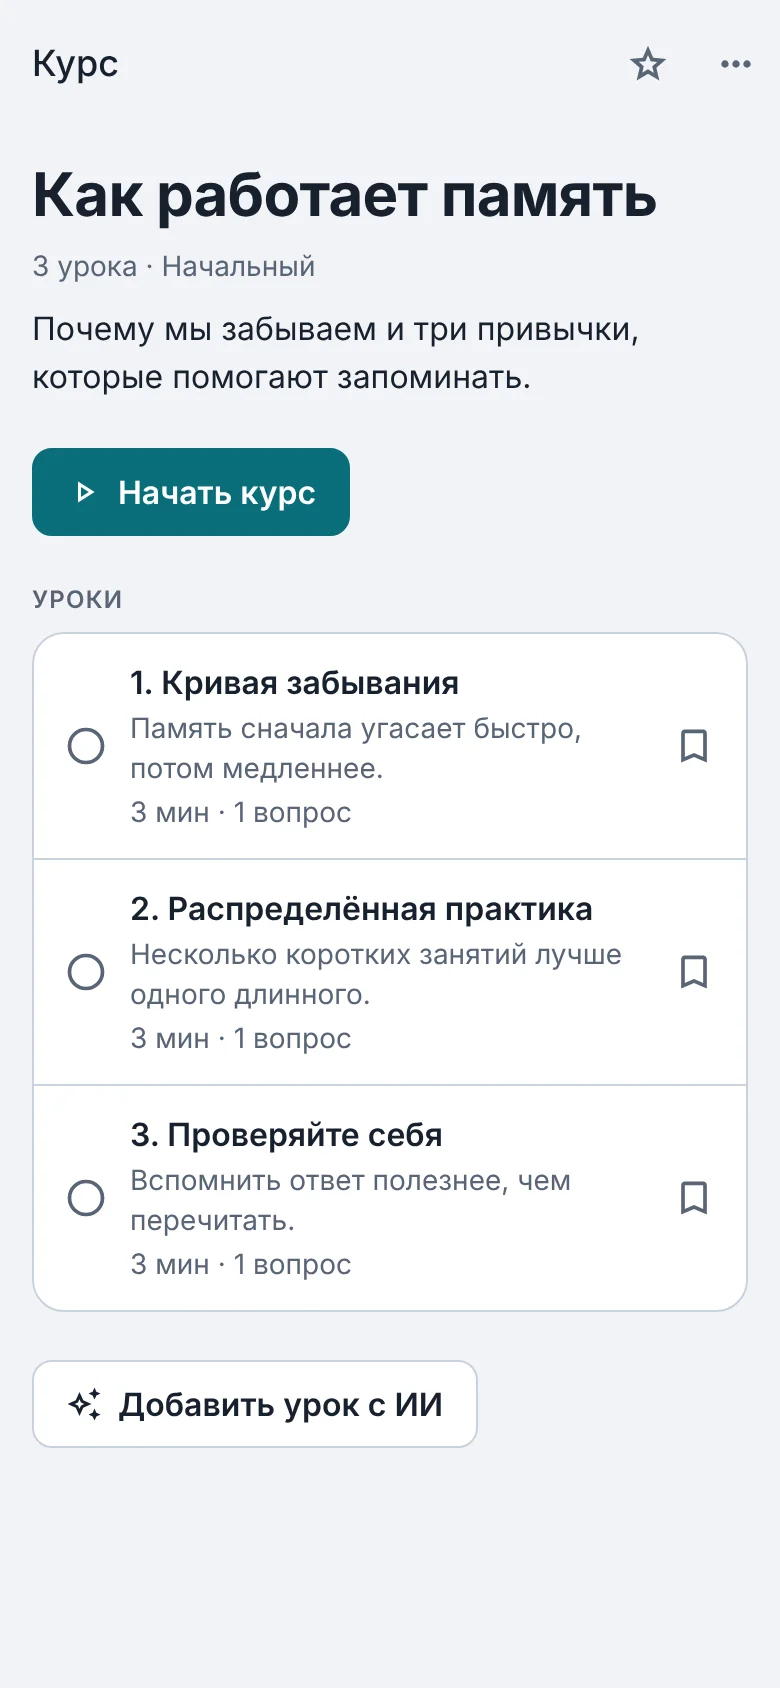 Курс
Как работает память
3 урока · Начальный
Почему мы забываем и три привычки,
которые помогают запоминать.
Начать курс
УРОКИ
1. Кривая забывания
Память сначала угасает быстро,
потом медленнее.
3 мин · 1 вопрос
2. Распределённая практика
Несколько коротких занятий лучше
одного длинного.
3 мин · 1 вопрос
3. Проверяйте себя
Вспомнить ответ полезнее, чем
перечитать.
3 мин · 1 вопрос
Добавить урок с ИИ